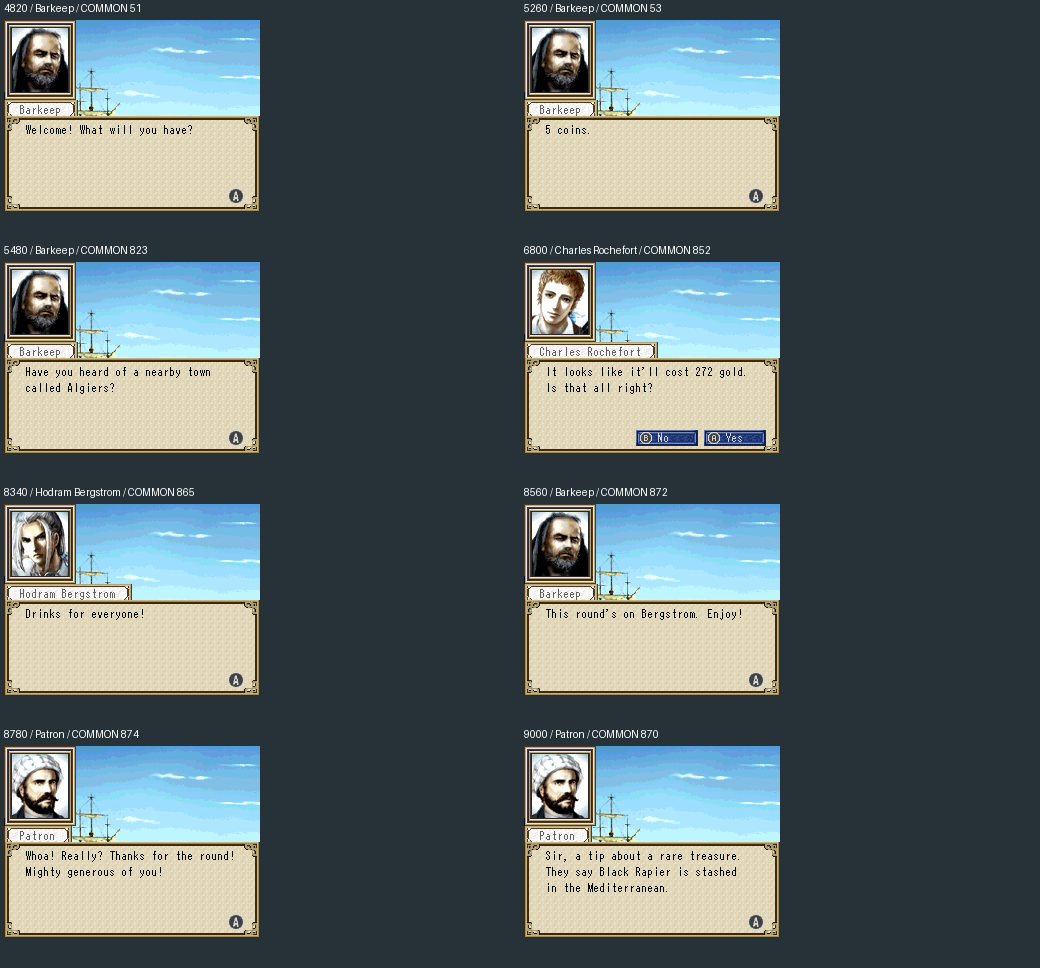 4820 / Barkeep / COMMON 51
Barkeep
Welcome! What will you have?
A
5260 / Barkeep / COMMON 53
Barkeep
5 coins.
A
5480 / Barkeep / COMMON 823
Barkeep
Have you heard of a nearby town
called Algiers?
A
6800 / Charles Rochefort / COMMON 852
Charles Rochefort
It looks like it'll cost 272 gold.
Is that all right?
B No A Yes
8340 / Hodram Bergstrom / COMMON 865
Hodram Bergstrom
Drinks for everyone!
A
8560 / Barkeep / COMMON 872
Barkeep
This round's on Bergstrom. Enjoy!
A
8780 / Patron / COMMON 874
Patron
Whoa! Really? Thanks for the round!
Mighty generous of you!
A
9000 / Patron / COMMON 870
Patron
Sir, a tip about a rare treasure.
They say Black Rapier is stashed
in the Mediterranean.
A